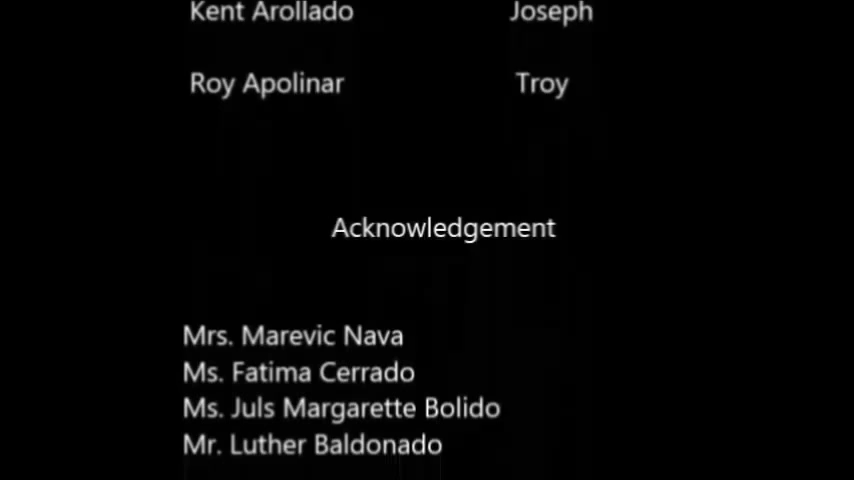 Kent Arollado Joseph
Roy Apolinar Troy
Acknowledgement
Mrs. Marevic Nava
Ms. Fatima Cerrado
Ms. Juls Margarette Bolido
Mr. Luther Baldonado